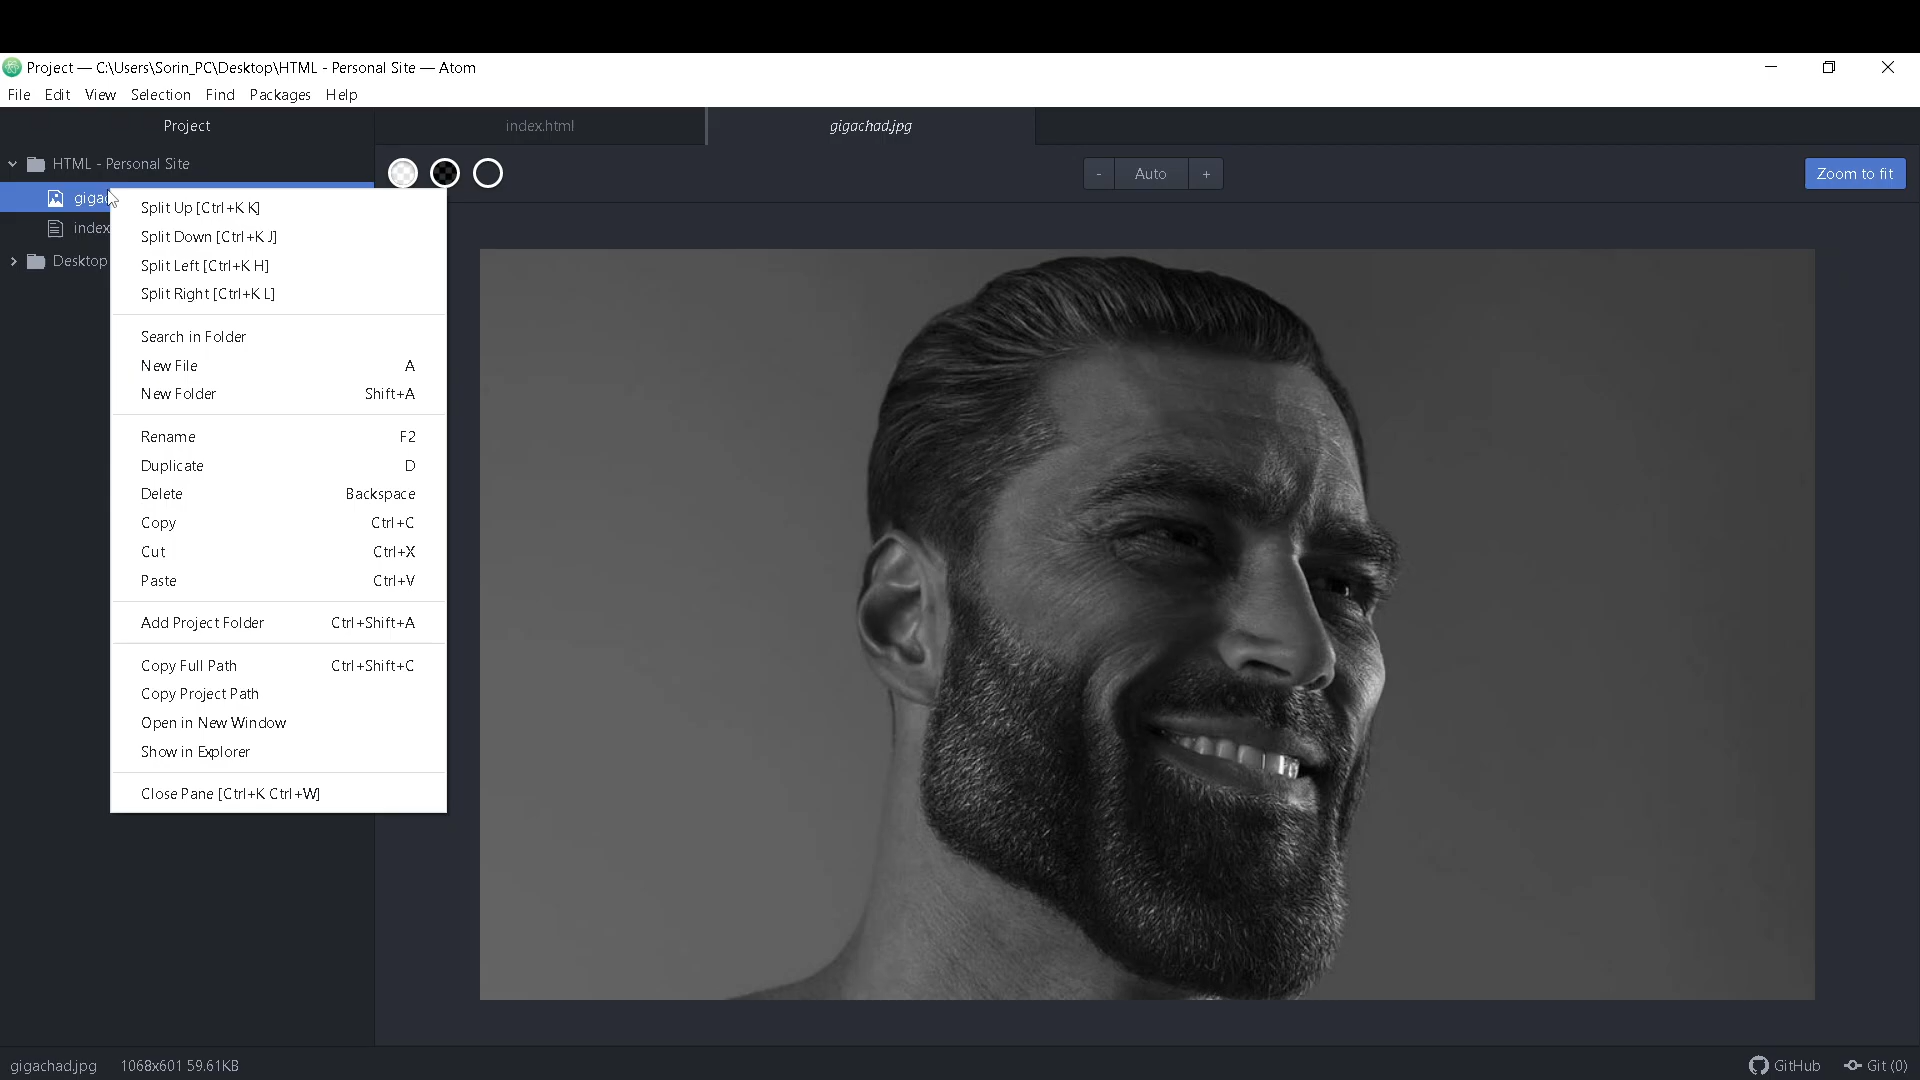 Project — C:\Users\Sorin_PC\Desktop\HTML - Personal Site — Atom
File Edit View Selection Find Packages Help
Project
index.html
gigachad.jpg
HTML - Personal Site
- Auto +
Zoom to fit
gigac
index
Desktop
Split Up [Ctrl+K K]
Split Down [Ctrl+K J]
Split Left [Ctrl+K H]
Split Right [Ctrl+K L]
Search in Folder
New File A
New Folder Shift+A
Rename F2
Duplicate D
Delete Backspace
Copy Ctrl+C
Cut Ctrl+X
Paste Ctrl+V
Add Project Folder Ctrl+Shift+A
Copy Full Path Ctrl+Shift+C
Copy Project Path
Open in New Window
Show in Explorer
Close Pane [Ctrl+K Ctrl+W]
gigachad.jpg 1068x601 59.61KB
GitHub Git (0)